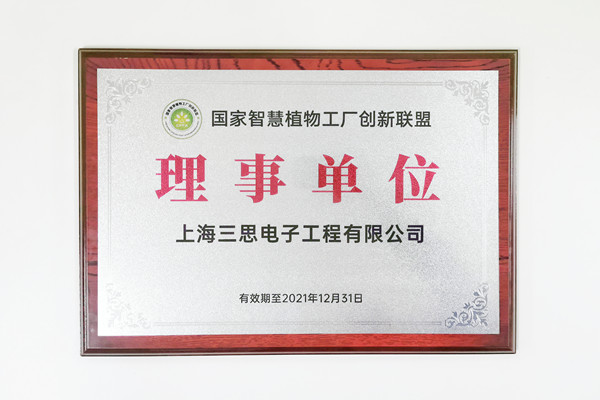 国家智慧植物工厂创新联盟
理事单位
上海三思电子工程有限公司
有效期至2021年12月31日